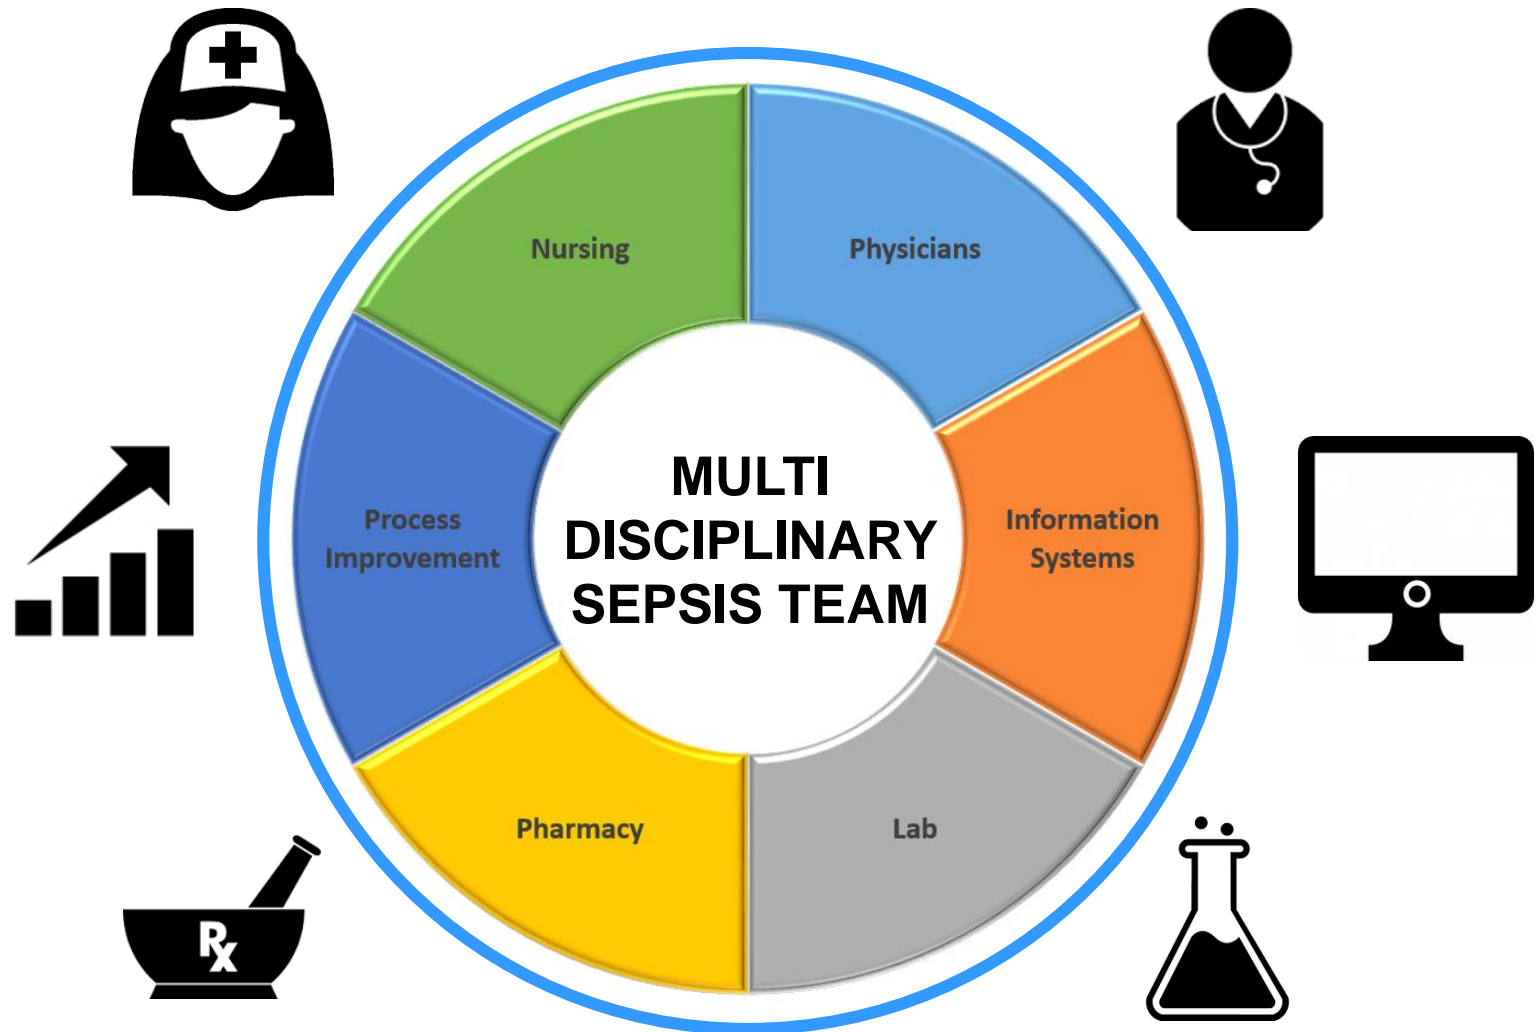 Nursing
Physicians
Process
Improvement
MULTI
DISCIPLINARY
SEPSIS TEAM
Information
Systems
Pharmacy
Lab
Rx